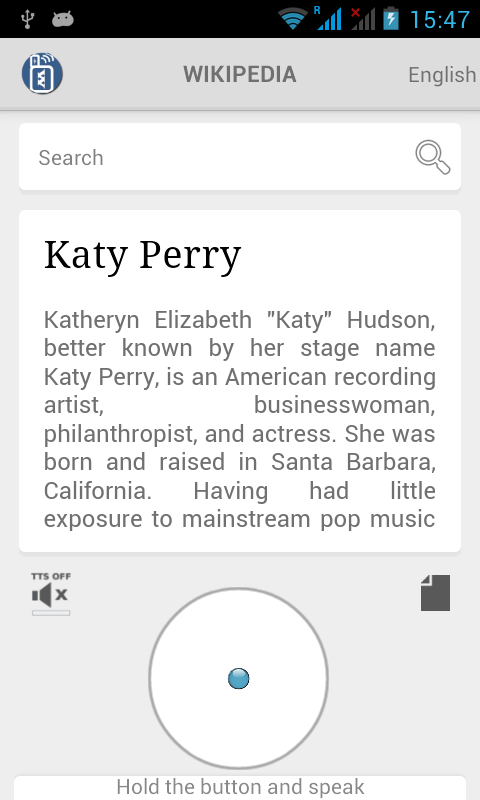 R
15:47
WIKIPEDIA
English
Search
Katy Perry
Katheryn Elizabeth "Katy" Hudson,
better known by her stage name
Katy Perry, is an American recording
artist, businesswoman,
philanthropist, and actress. She was
born and raised in Santa Barbara,
California. Having had little
exposure to mainstream pop music
TTS OFF
Hold the button and speak